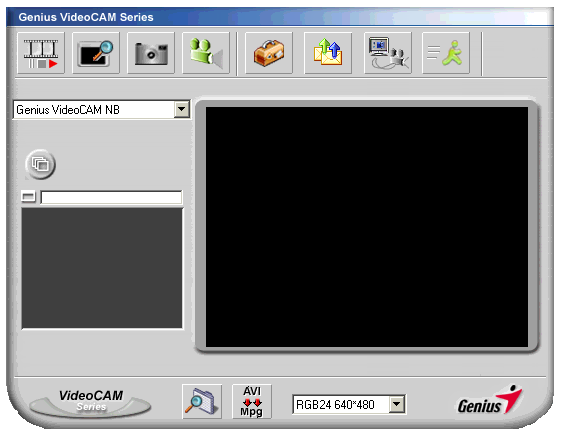 Genius VideoCAM Series
Genius VideoCAM NB
VideoCAM
Series
AVI
Mpg
RGB24 640*480
Genius